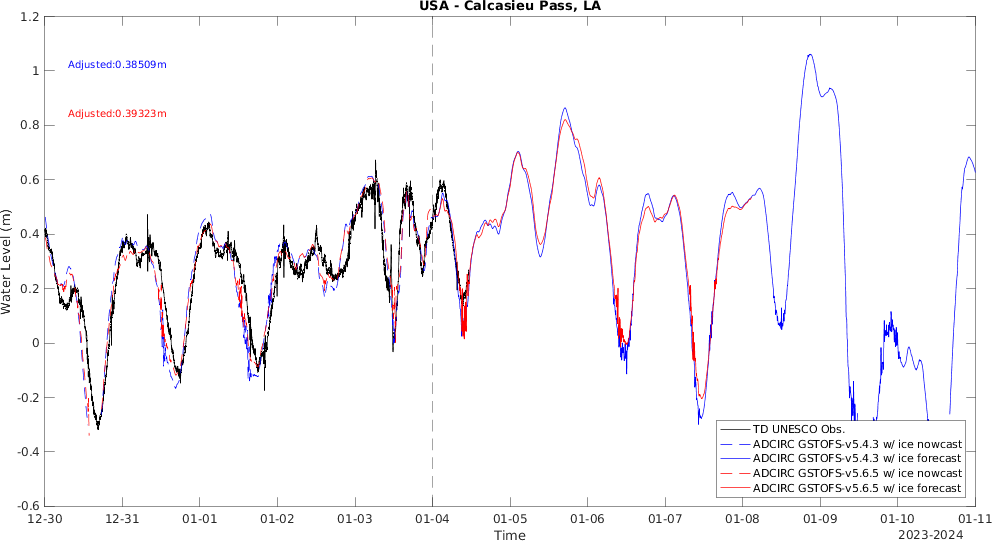 USA - Calcasieu Pass, LA
1.2
1
0.8
0.6
0.4
0.2
0
-0.2
-0.4
-0.6
Water Level (m)
Adjusted:0.38509m
Adjusted:0.39323m
TD UNESCO Obs.
ADCIRC GSTOFS-v5.4.3 w/ ice nowcast
ADCIRC GSTOFS-v5.4.3 w/ ice forecast
ADCIRC GSTOFS-v5.6.5 w/ ice nowcast
ADCIRC GSTOFS-v5.6.5 w/ ice forecast
12-30 12-31 01-01 01-02 01-03 01-04 01-05 01-06 01-07 01-08 01-09 01-10 01-11
Time
2023-2024